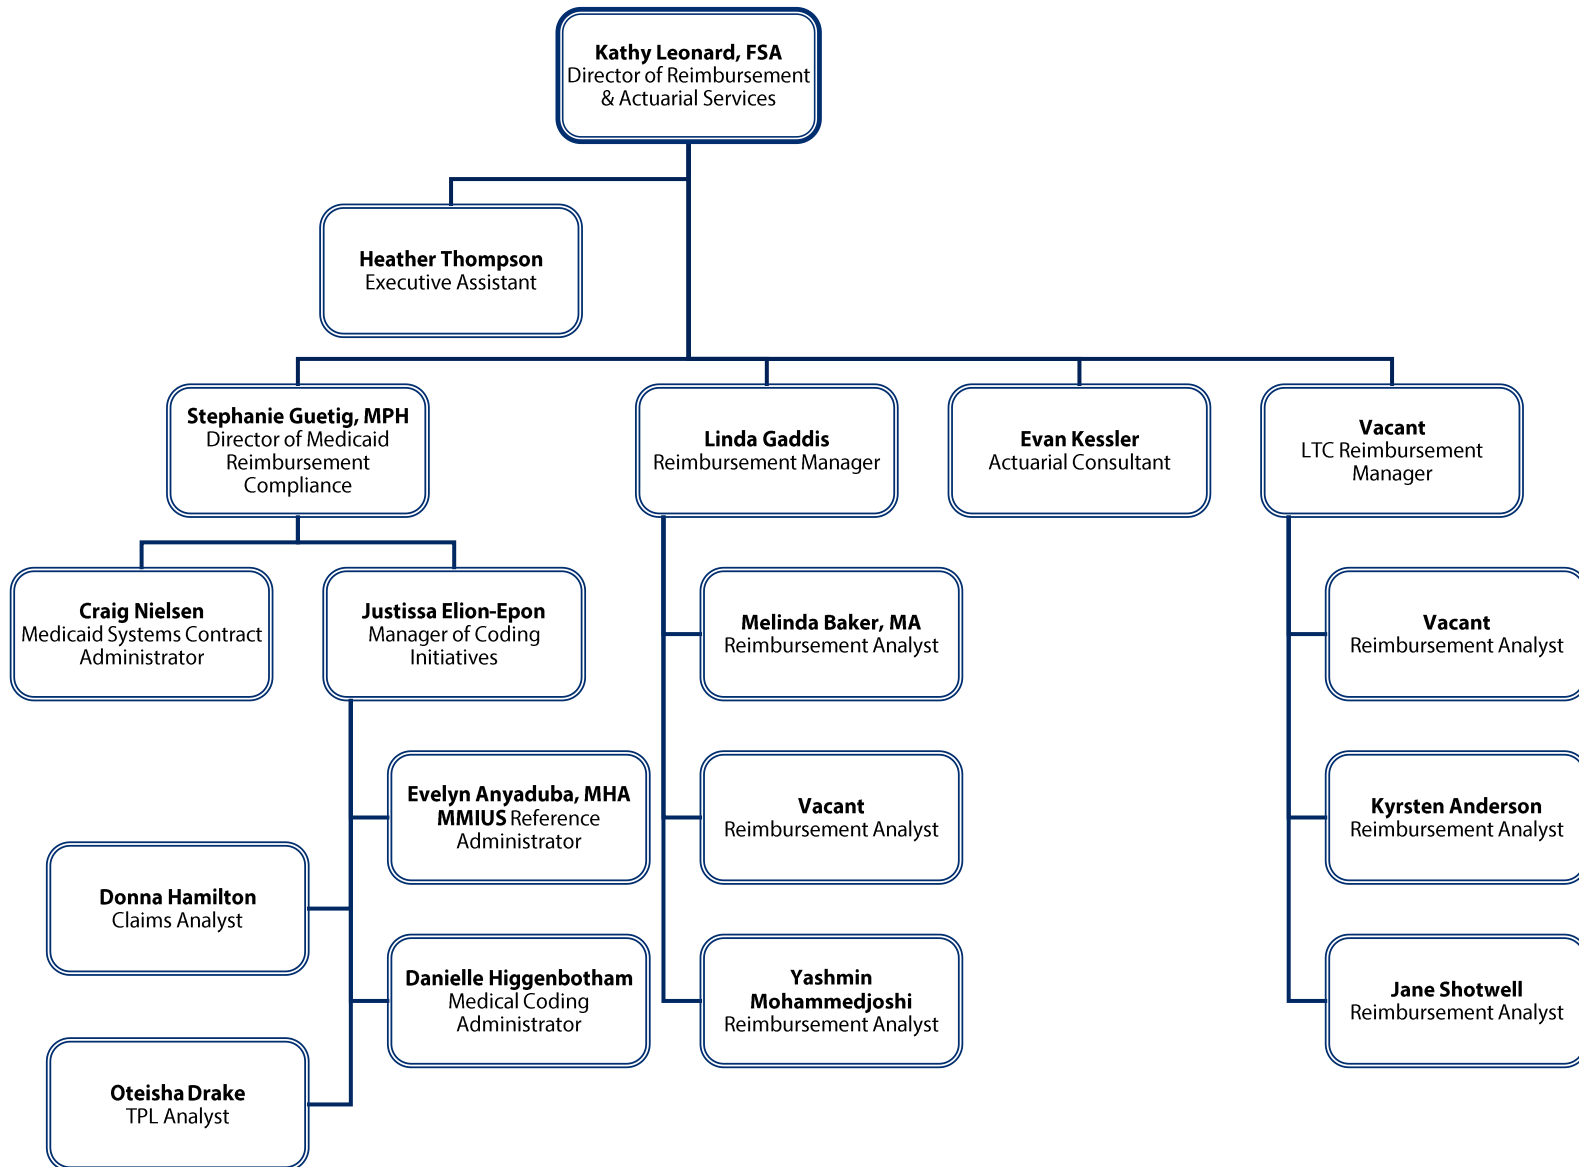 Kathy Leonard, FSA
Director of Reimbursement
& Actuarial Services
Heather Thompson
Executive Assistant
Stephanie Guetig, MPH
Director of Medicaid
Reimbursement
Compliance
Linda Gaddis
Reimbursement Manager
Evan Kessler
Actuarial Consultant
Vacant
LTC Reimbursement
Manager
Craig Nielsen
Medicaid Systems Contract
Administrator
Justissa Elion-Epon
Manager of Coding
Initiatives
Melinda Baker, MA
Reimbursement Analyst
Vacant
Reimbursement Analyst
Evelyn Anyaduba, MHA
MMIUS Reference
Administrator
Vacant
Reimbursement Analyst
Kyrsten Anderson
Reimbursement Analyst
Donna Hamilton
Claims Analyst
Danielle Higgenbotham
Medical Coding
Administrator
Yashmin
Mohammedjoshi
Reimbursement Analyst
Jane Shotwell
Reimbursement Analyst
Oteisha Drake
TPL Analyst